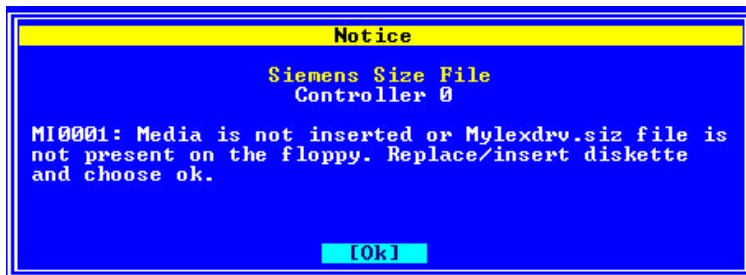 Notice
Siemens Size File
Controller 0
MI0001: Media is not inserted or Mylexdrv.siz file is
not present on the floppy. Replace/insert diskette
and choose ok.
[Ok]